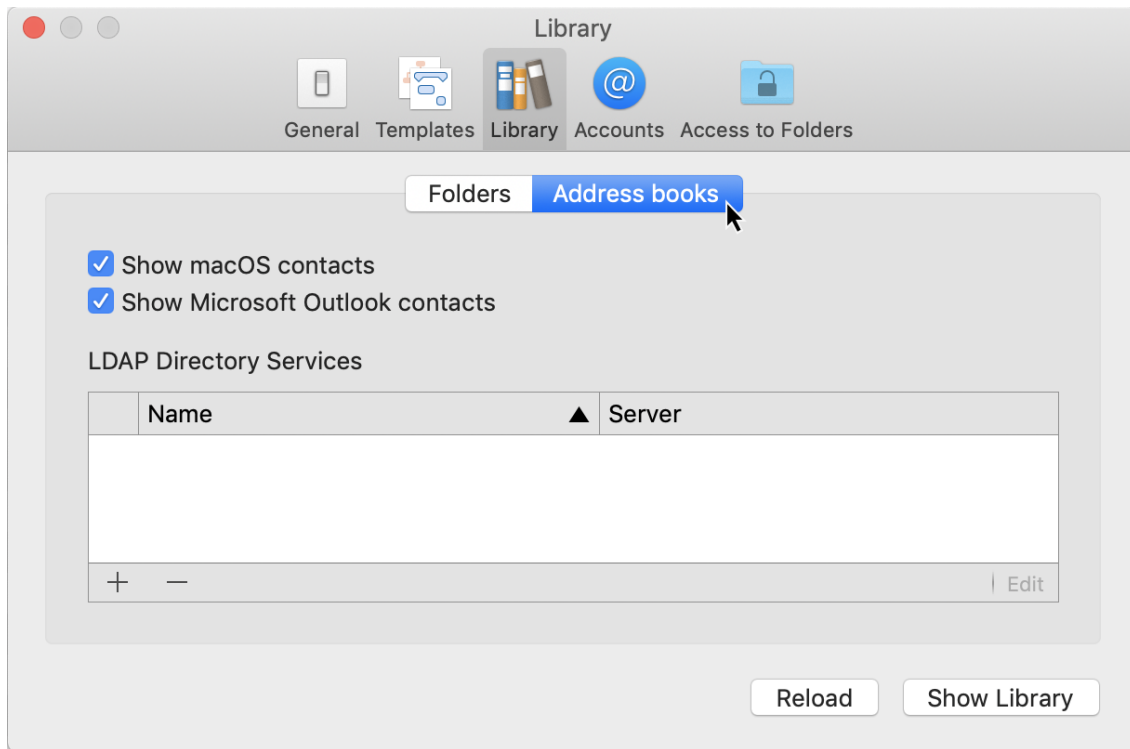 Library
General Templates Library Accounts Access to Folders
Folders Address books
Show macOS contacts
Show Microsoft Outlook contacts
LDAP Directory Services
Name Server
Edit
Reload Show Library